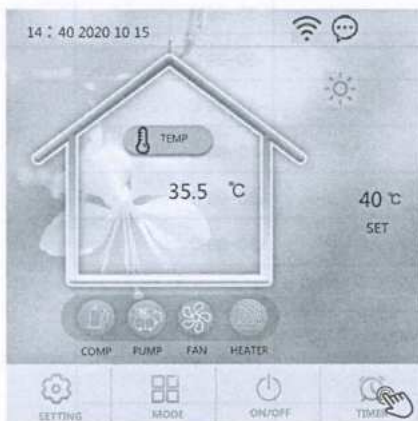 14 : 40 2020 10 15
TEMP
35.5 ℃
40 ℃
SET
COMP PUMP FAN HEATER
SETTING MODE ON/OFF TIMER